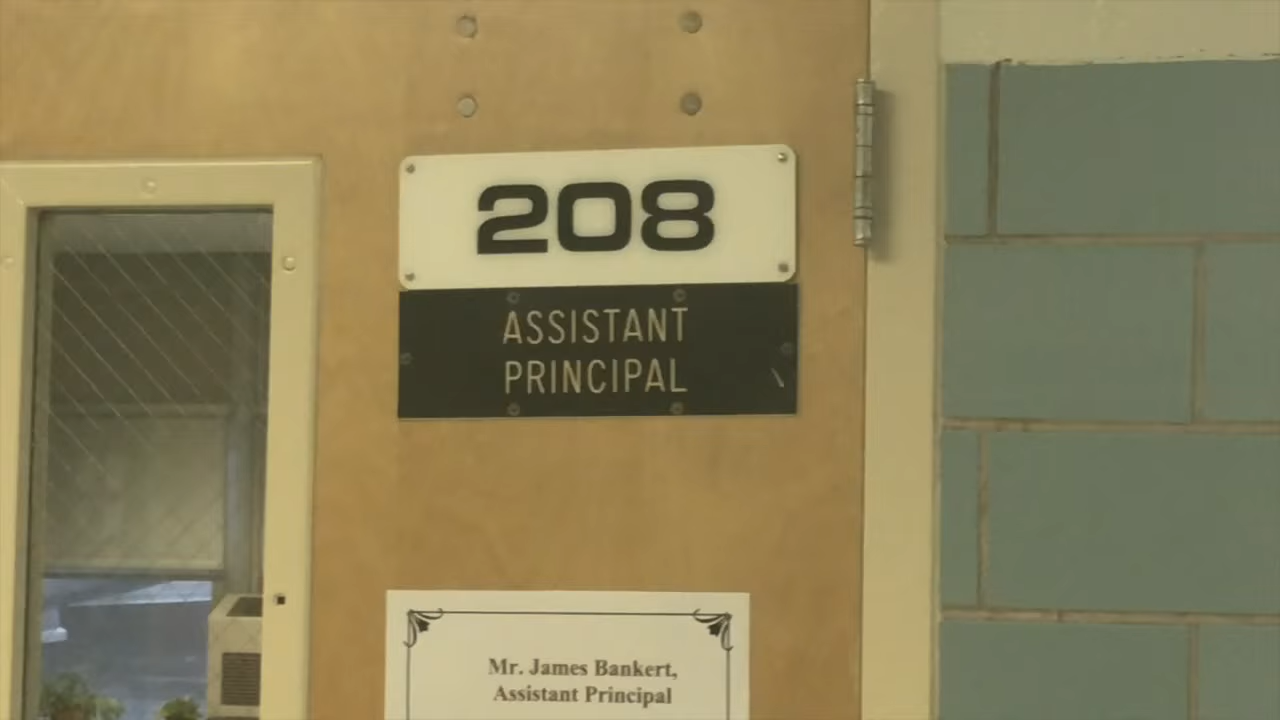 208
ASSISTANT
PRINCIPAL
Mr. James Bankert,
Assistant Principal